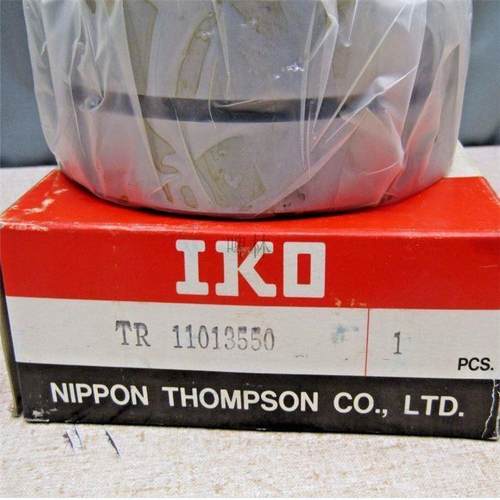 IKO
TR 11013550 1
PCS.
NIPPON THOMPSON CO., LTD.